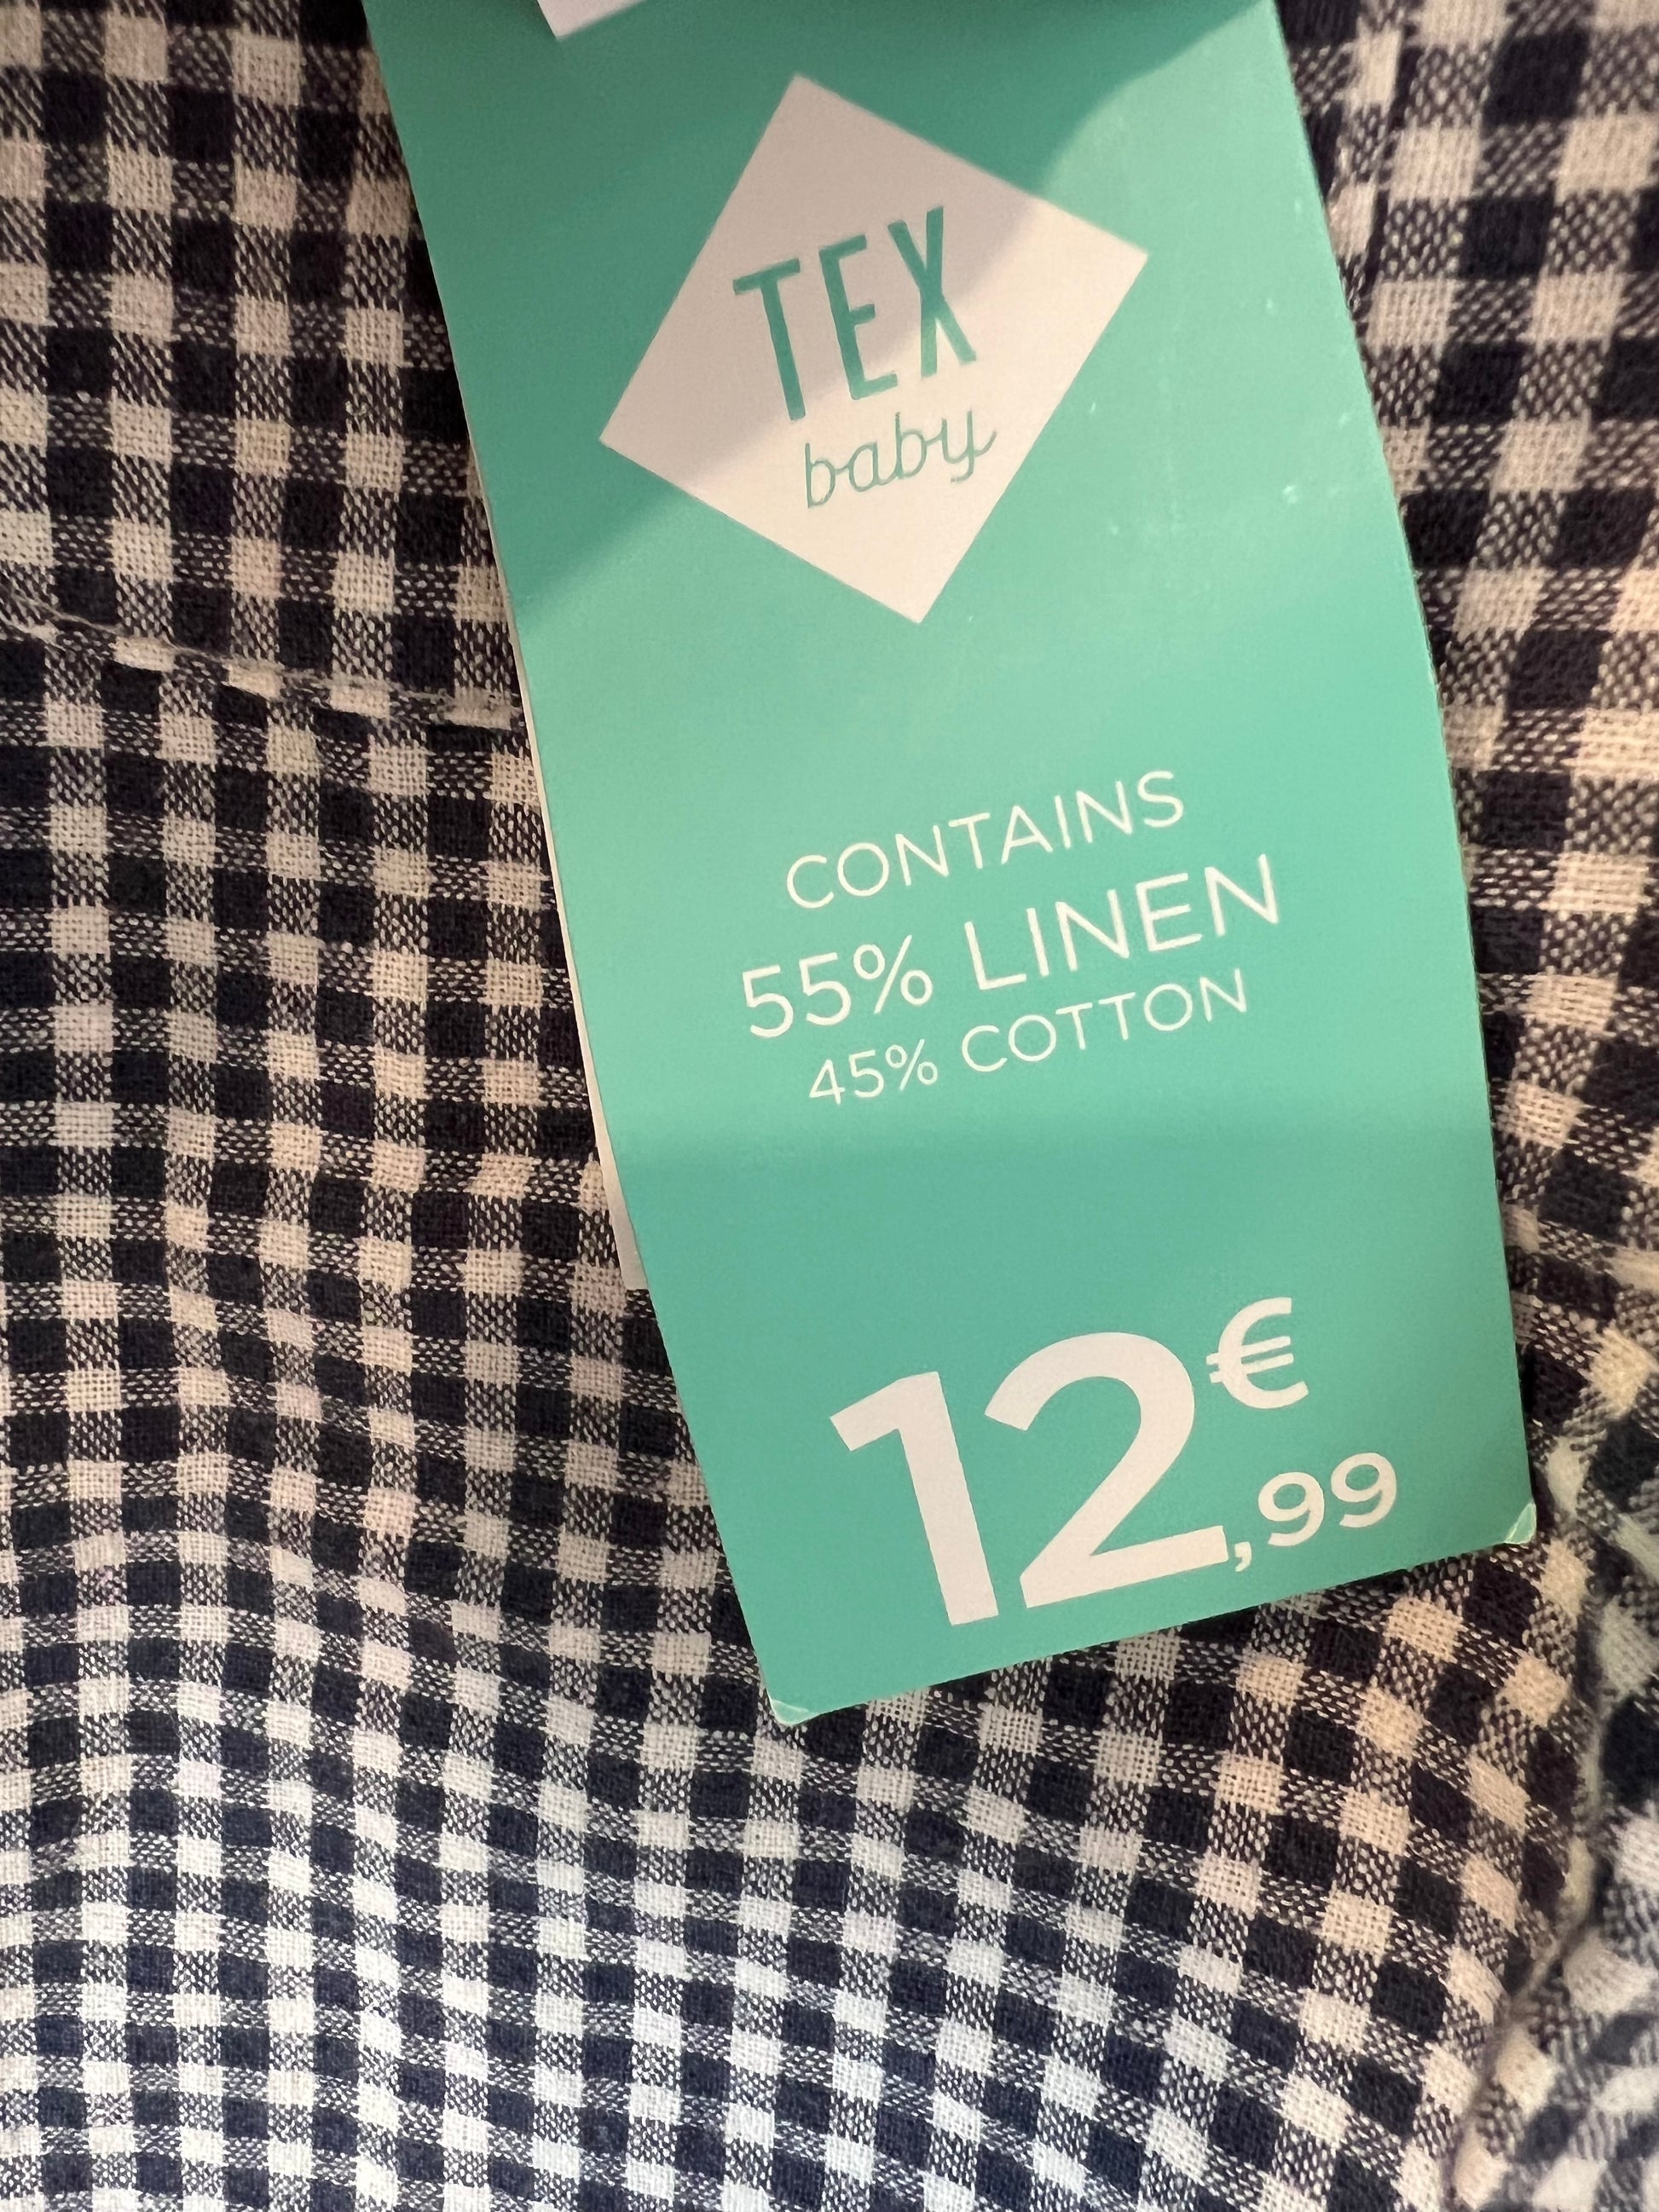 TEX
baby
CONTAINS
55% LINEN
45% COTTON
12€,99